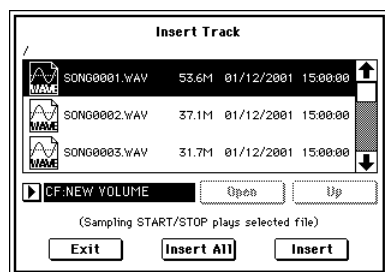 Insert Track
/
WAVE SONG0001.WAV 53.6M 01/12/2001 15:00:00
WAVE SONG0002.WAV 37.1M 01/12/2001 15:00:00
WAVE SONG0003.WAV 31.7M 01/12/2001 15:00:00
CF:NEW VOLUME Open Up
(Sampling START/STOP plays selected file)
Exit Insert All Insert